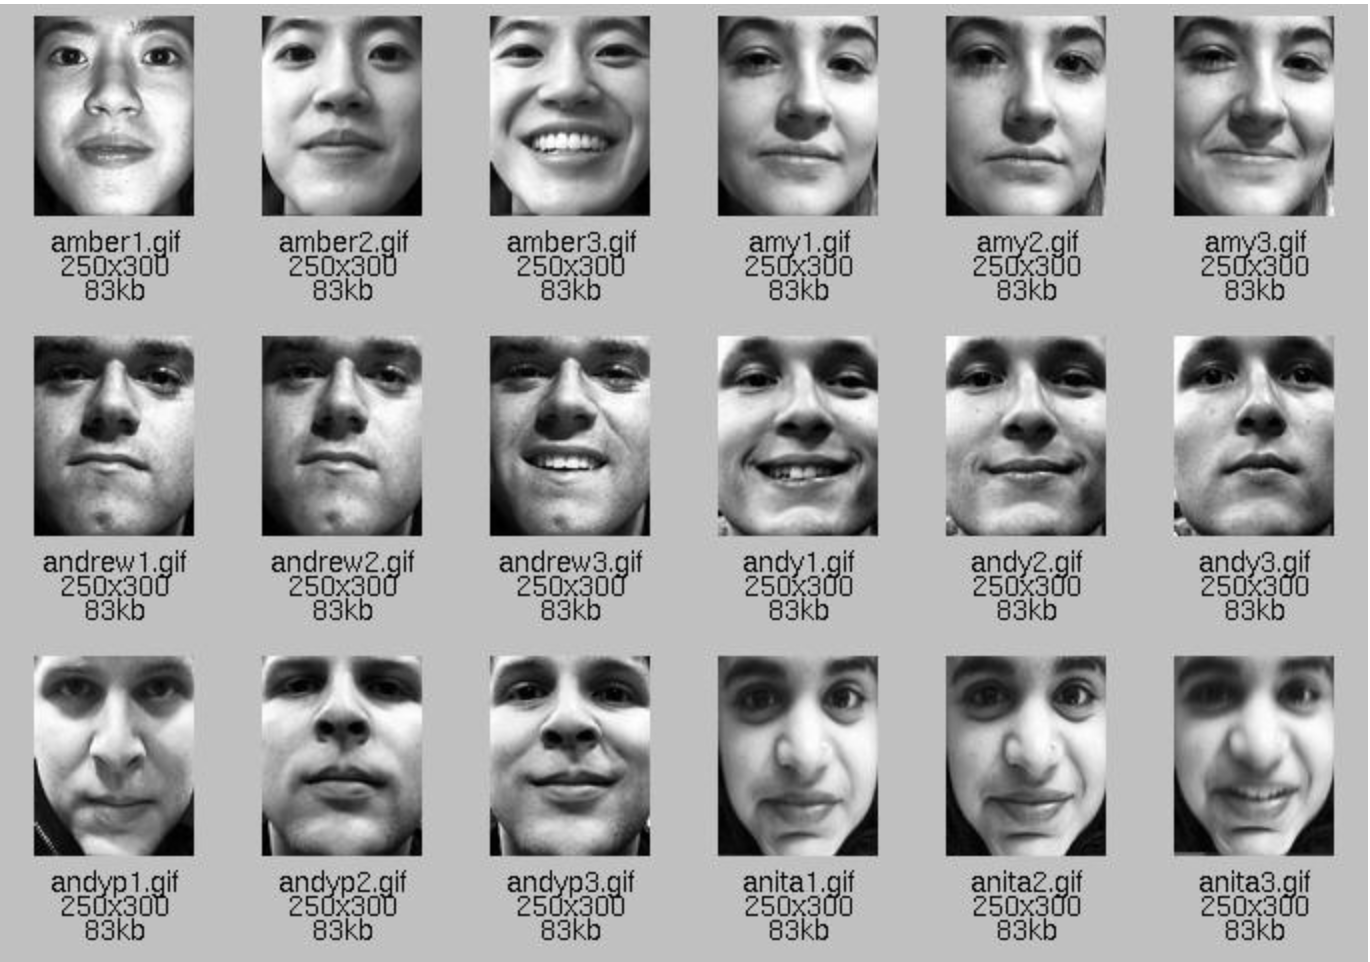 amber1.gif
250x300
83kb
amber2.gif
250x300
83kb
amber3.gif
250x300
83kb
amy1.gif
250x300
83kb
amy2.gif
250x300
83kb
amy3.gif
250x300
83kb
andrew1.gif
250x300
83kb
andrew2.gif
250x300
83kb
andrew3.gif
250x300
83kb
andy1.gif
250x300
83kb
andy2.gif
250x300
83kb
andy3.gif
250x300
83kb
andyp1.gif
250x300
83kb
andyp2.gif
250x300
83kb
andyp3.gif
250x300
83kb
anita1.gif
250x300
83kb
anita2.gif
250x300
83kb
anita3.gif
250x300
83kb